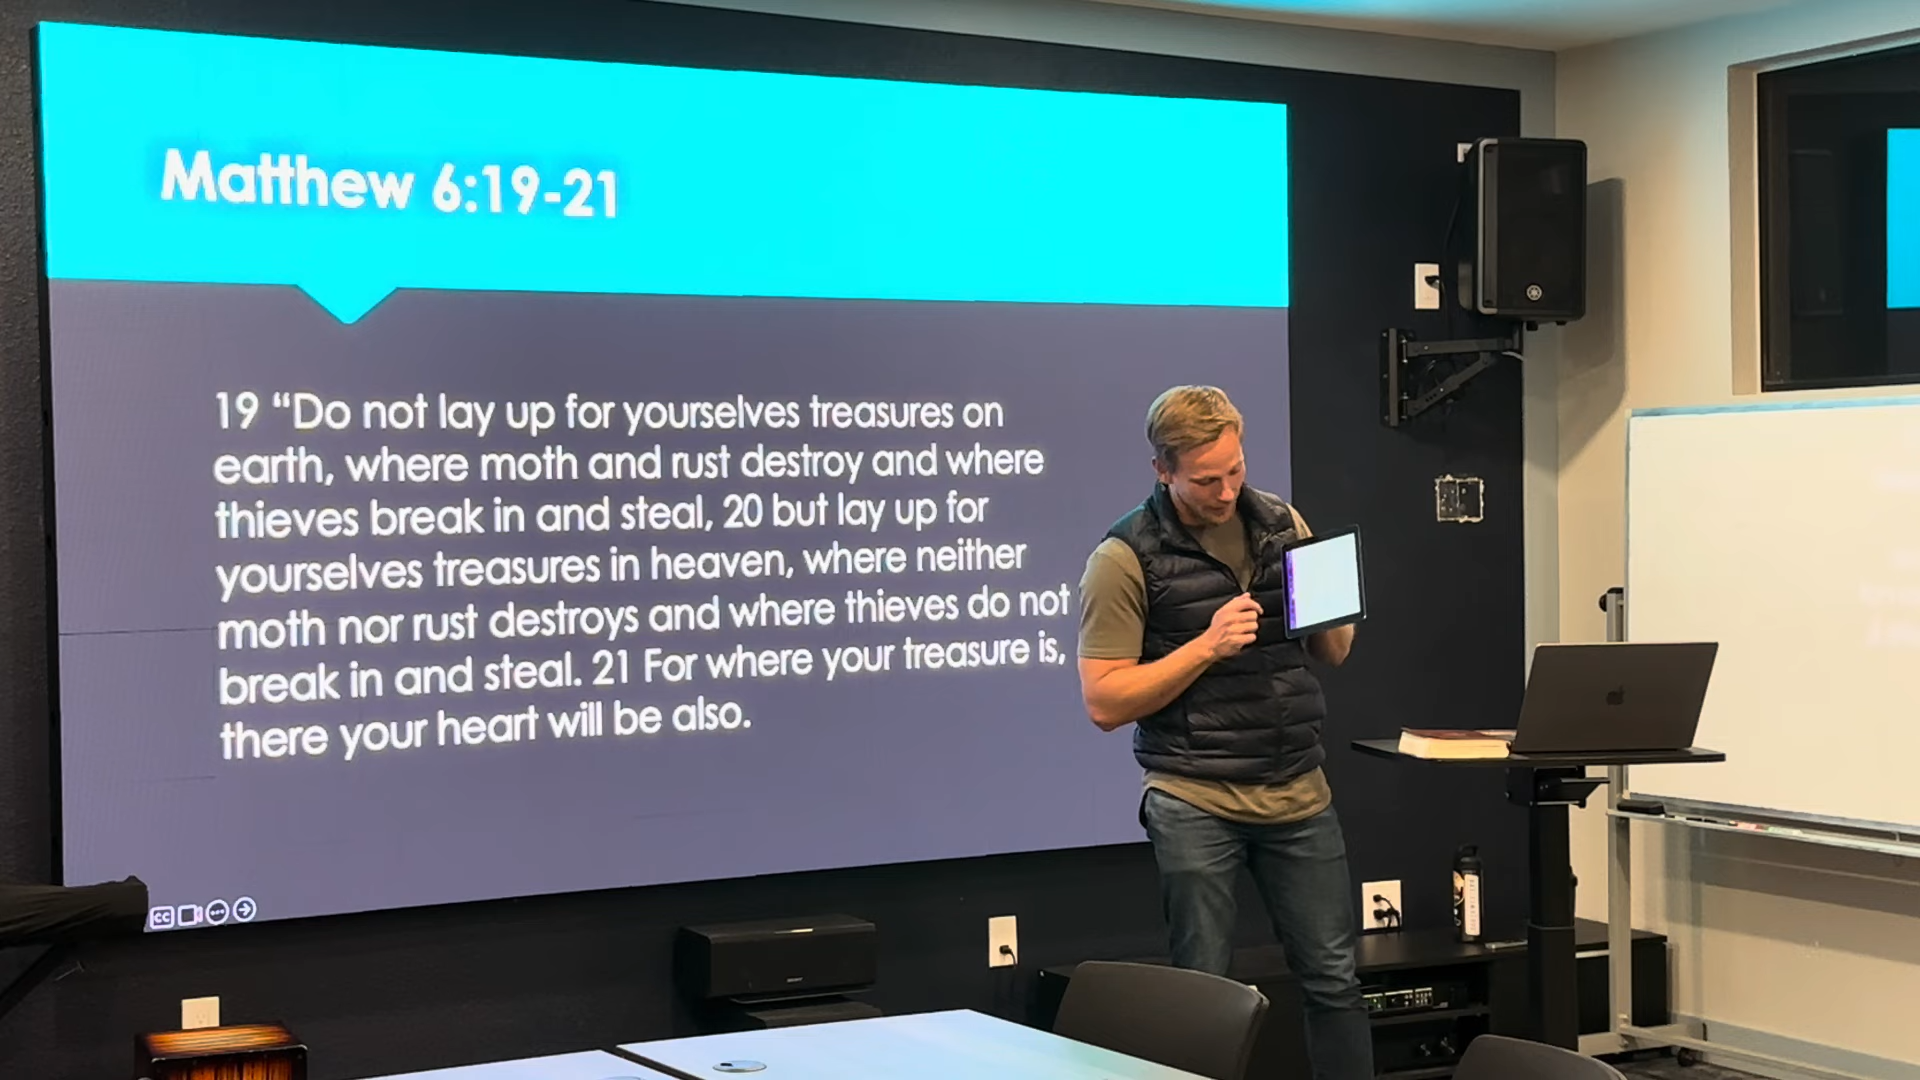 Matthew 6:19-21
19 “Do not lay up for yourselves treasures on
earth, where moth and rust destroy and where
thieves break in and steal, 20 but lay up for
yourselves treasures in heaven, where neither
moth nor rust destroys and where thieves do not
break in and steal. 21 For where your treasure is,
there your heart will be also.
CC
SONY